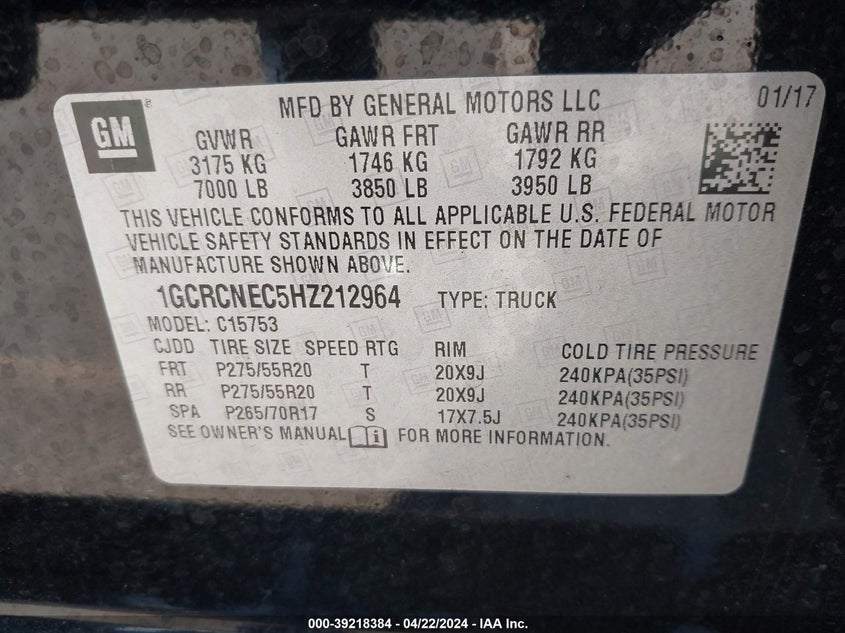 GM
MFD BY GENERAL MOTORS LLC 01/17
GVWR GAWR FRT GAWR RR
3175 KG 1746 KG 1792 KG
7000 LB 3850 LB 3950 LB
THIS VEHICLE CONFORMS TO ALL APPLICABLE U.S. FEDERAL MOTOR
VEHICLE SAFETY STANDARDS IN EFFECT ON THE DATE OF
MANUFACTURE SHOWN ABOVE.
1GCRCNEC5HZ212964 TYPE: TRUCK
MODEL: C15753
CJDD TIRE SIZE SPEED RTG RIM COLD TIRE PRESSURE
FRT P275/55R20 T 20X9J 240KPA(35PSI)
RR P275/55R20 T 20X9J 240KPA(35PSI)
SPA P265/70R17 S 17X7.5J 240KPA(35PSI)
SEE OWNER'S MANUAL FOR MORE INFORMATION.
000-39218384 - 04/22/2024 - IAA Inc.